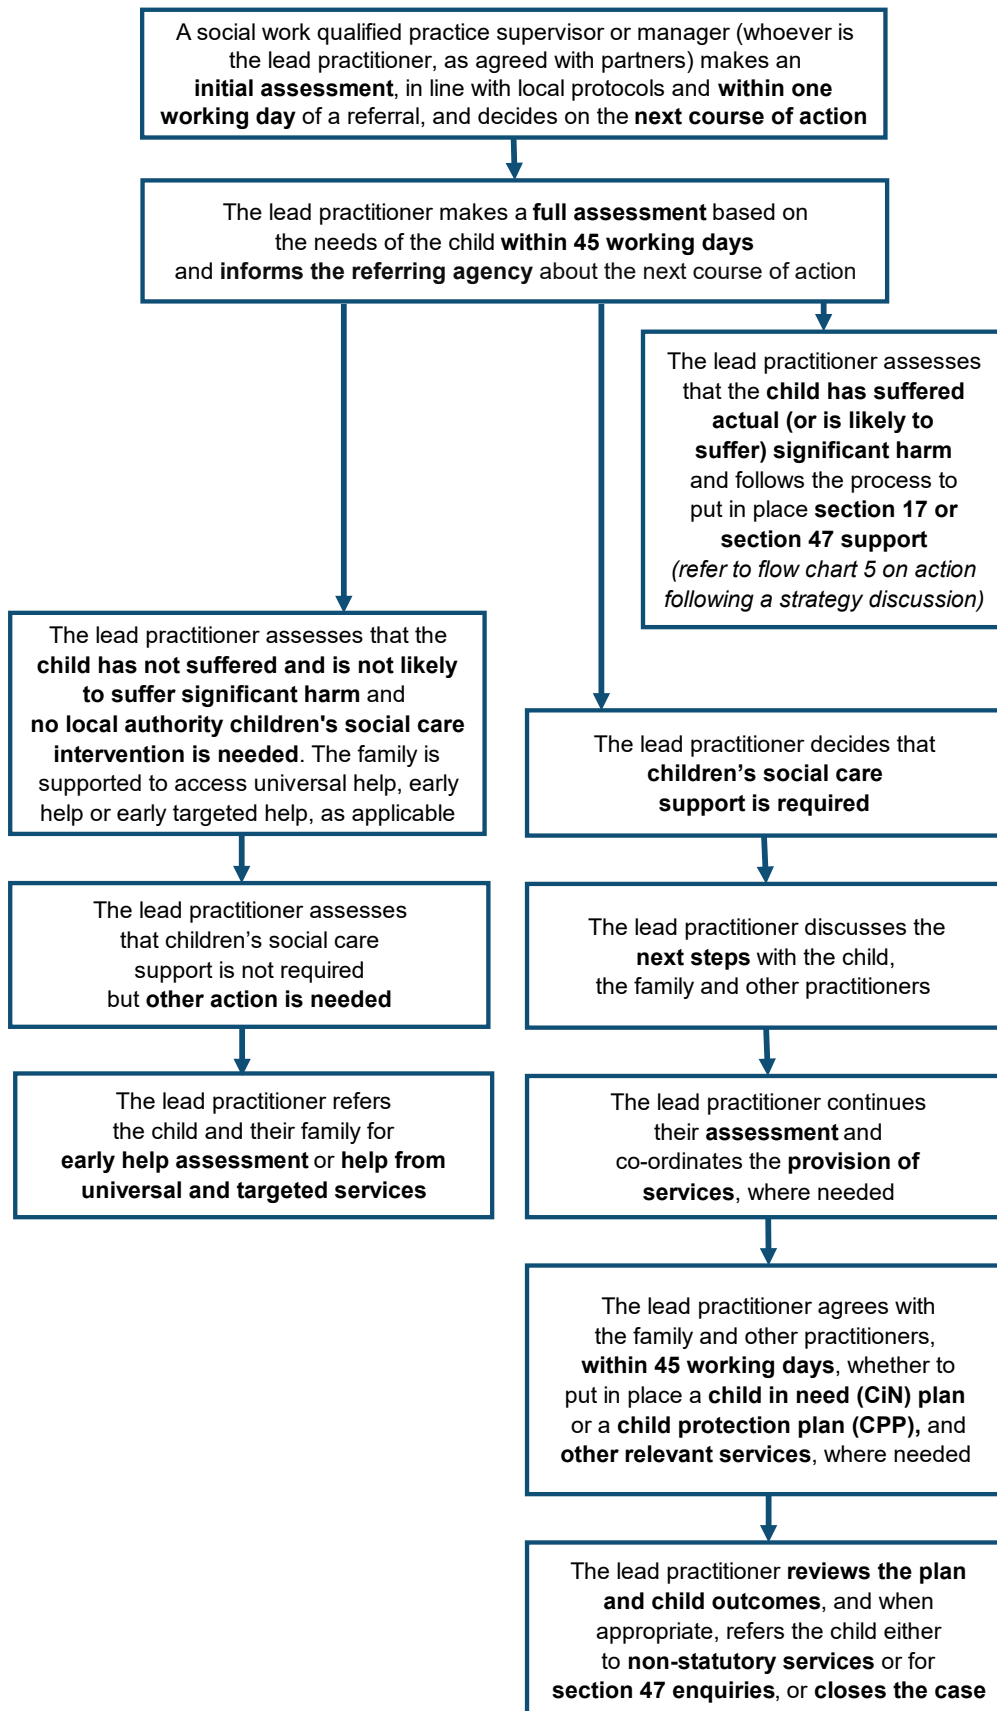 A social work qualified practice supervisor or manager (whoever is
the lead practitioner, as agreed with partners) makes an
initial assessment, in line with local protocols and within one
working day of a referral, and decides on the next course of action
The lead practitioner makes a full assessment based on
the needs of the child within 45 working days
and informs the referring agency about the next course of action
The lead practitioner assesses
that the child has suffered
actual (or is likely to
suffer) significant harm
and follows the process to
put in place section 17 or
section 47 support
(refer to flow chart 5 on action
following a strategy discussion)
The lead practitioner assesses that the
child has not suffered and is not likely
to suffer significant harm and
no local authority children's social care
intervention is needed. The family is
supported to access universal help, early
help or early targeted help, as applicable
The lead practitioner assesses
that children’s social care
support is not required
but other action is needed
The lead practitioner refers
the child and their family for
early help assessment or help from
universal and targeted services
The lead practitioner decides that
children’s social care
support is required
The lead practitioner discusses the
next steps with the child,
the family and other practitioners
The lead practitioner continues
their assessment and
co-ordinates the provision of
services, where needed
The lead practitioner agrees with
the family and other practitioners,
within 45 working days, whether to
put in place a child in need (CiN) plan
or a child protection plan (CPP), and
other relevant services, where needed
The lead practitioner reviews the plan
and child outcomes, and when
appropriate, refers the child either
to non-statutory services or for
section 47 enquiries, or closes the case